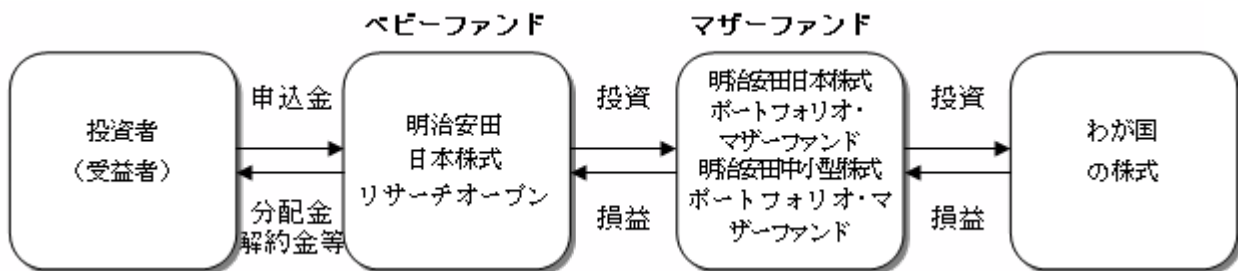 ベビーファンド
マザーファンド
投資者
（受益者）
申込金
分配金
解約金等
明治安田
日本株式
リサーチオープン
投資
損益
明治安田日本株式
ポートフォリオ・
マザーファンド
明治安田中小型株式
ポートフォリオ・マ
ザーファンド
投資
損益
わが国
の株式